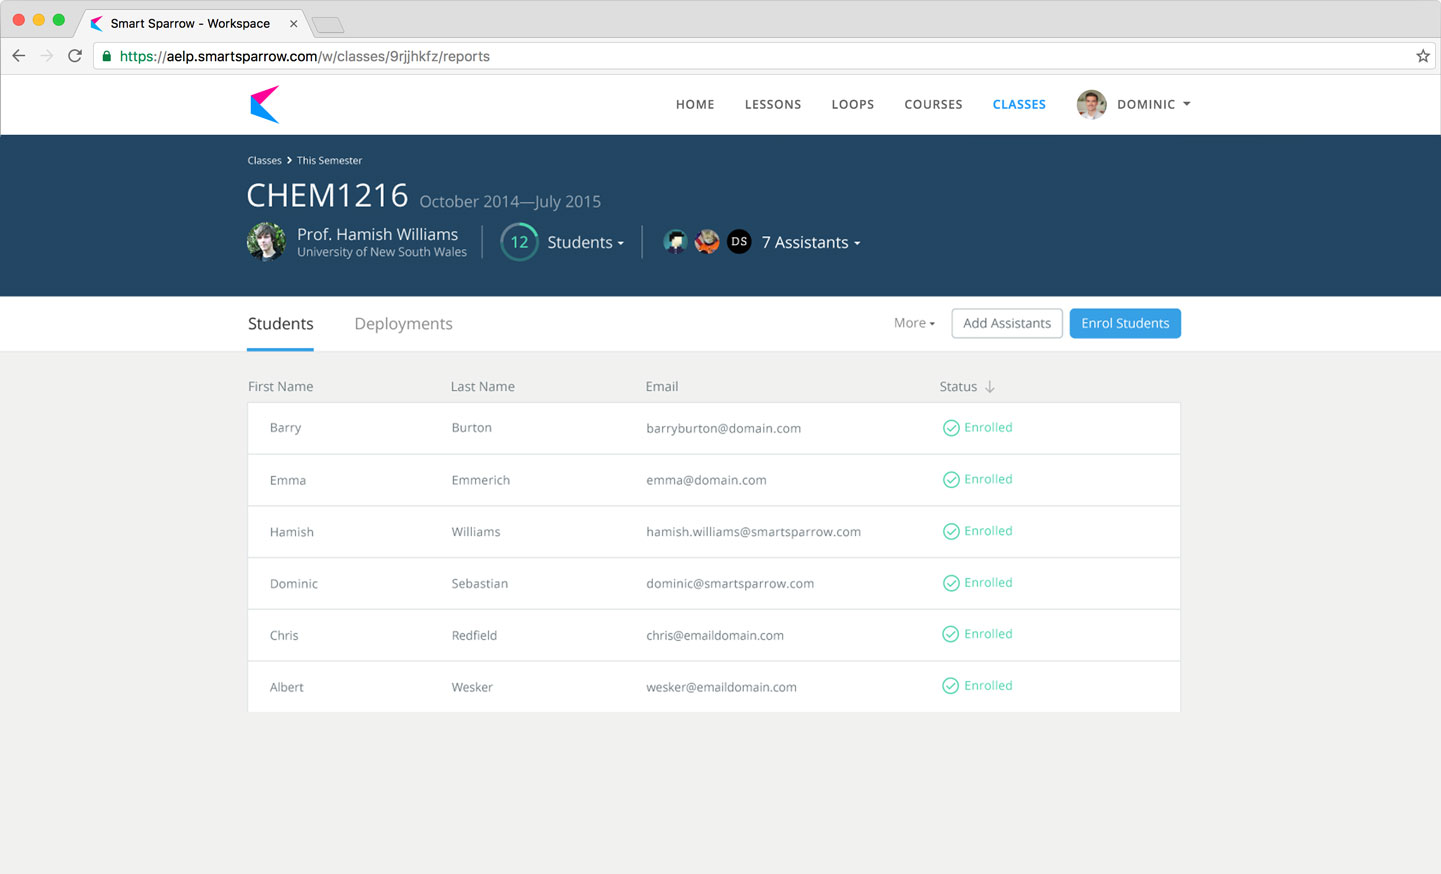 Smart Sparrow - Workspace
https://aelp.smartsparrow.com/w/classes/9rjjhkfz/reports
HOME LESSONS LOOPS COURSES CLASSES DOMINIC
Classes > This Semester
CHEM1216 October 2014—July 2015
Prof. Hamish Williams
University of New South Wales
12 Students
DS 7 Assistants
Students Deployments More Add Assistants Enrol Students
First Name Last Name Email Status
Barry Burton barryburton@domain.com Enrolled
Emma Emmerich emma@domain.com Enrolled
Hamish Williams hamish.williams@smartsparrow.com Enrolled
Dominic Sebastian dominic@smartsparrow.com Enrolled
Chris Redfield chris@emaildomain.com Enrolled
Albert Wesker wesker@emaildomain.com Enrolled